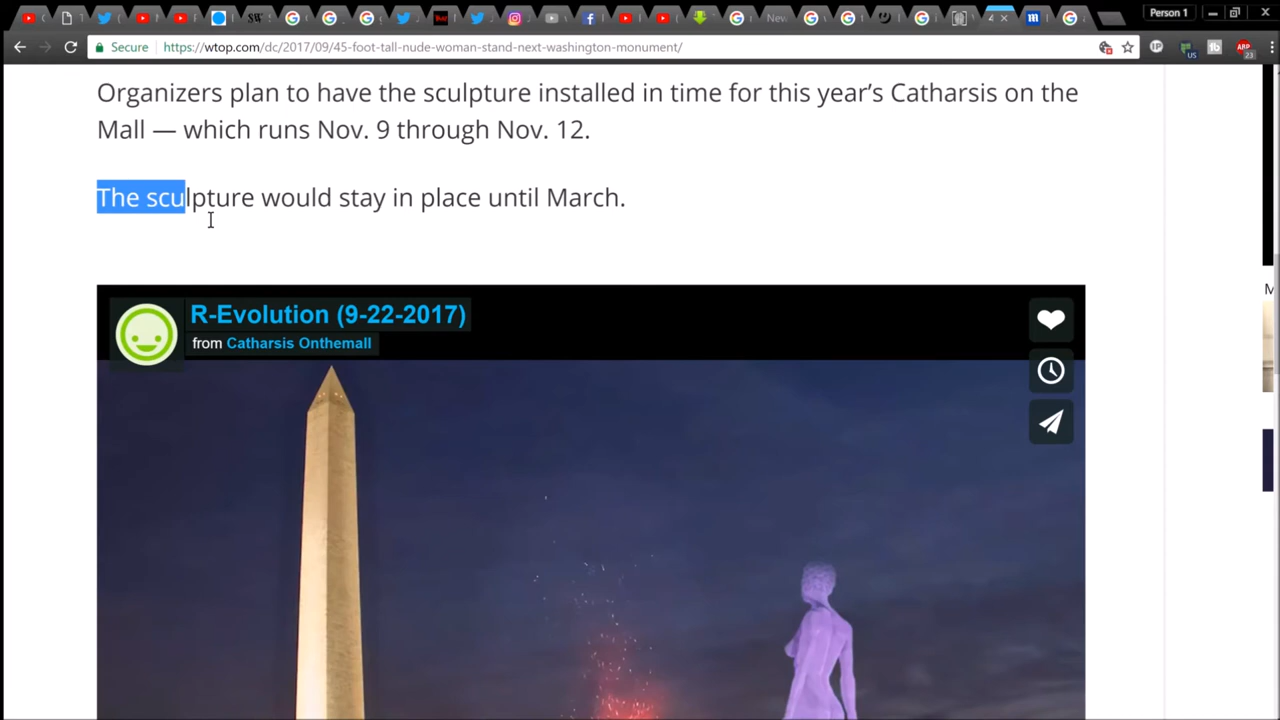 Person 1
Secure
https://wtop.com/dc/2017/09/45-foot-tall-nude-woman-stand-next-washington-monument/
Organizers plan to have the sculpture installed in time for this year's Catharsis on the
Mall — which runs Nov. 9 through Nov. 12.
The sculpture would stay in place until March.
R-Evolution (9-22-2017)
from Catharsis Onthemall